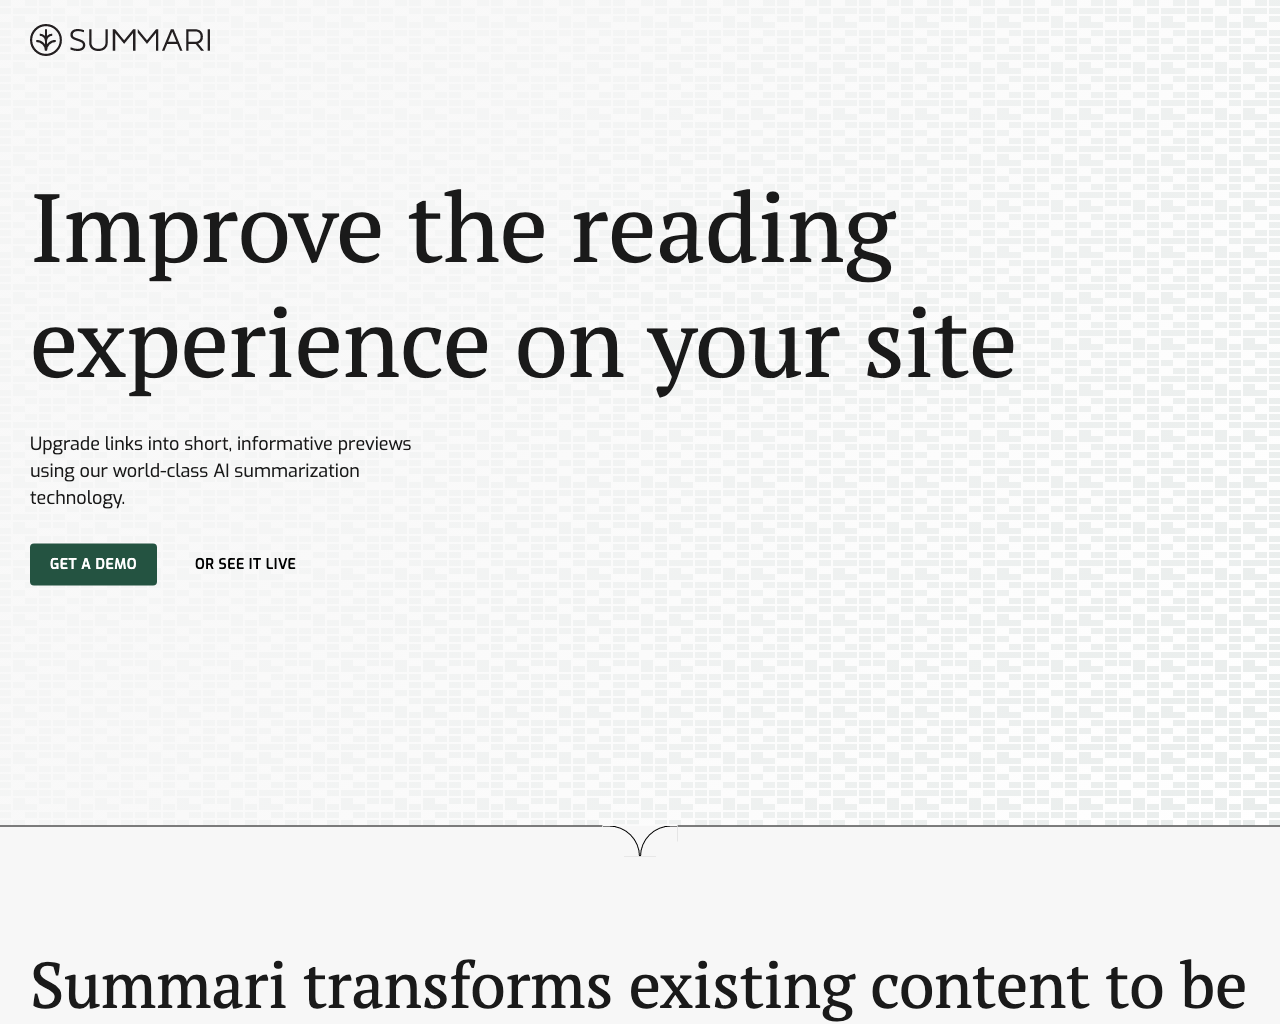 SUMMARI
Improve the reading
experience on your site
Upgrade links into short, informative previews
using our world-class AI summarization
technology.
GET A DEMO
OR SEE IT LIVE
Summari transforms existing content to be